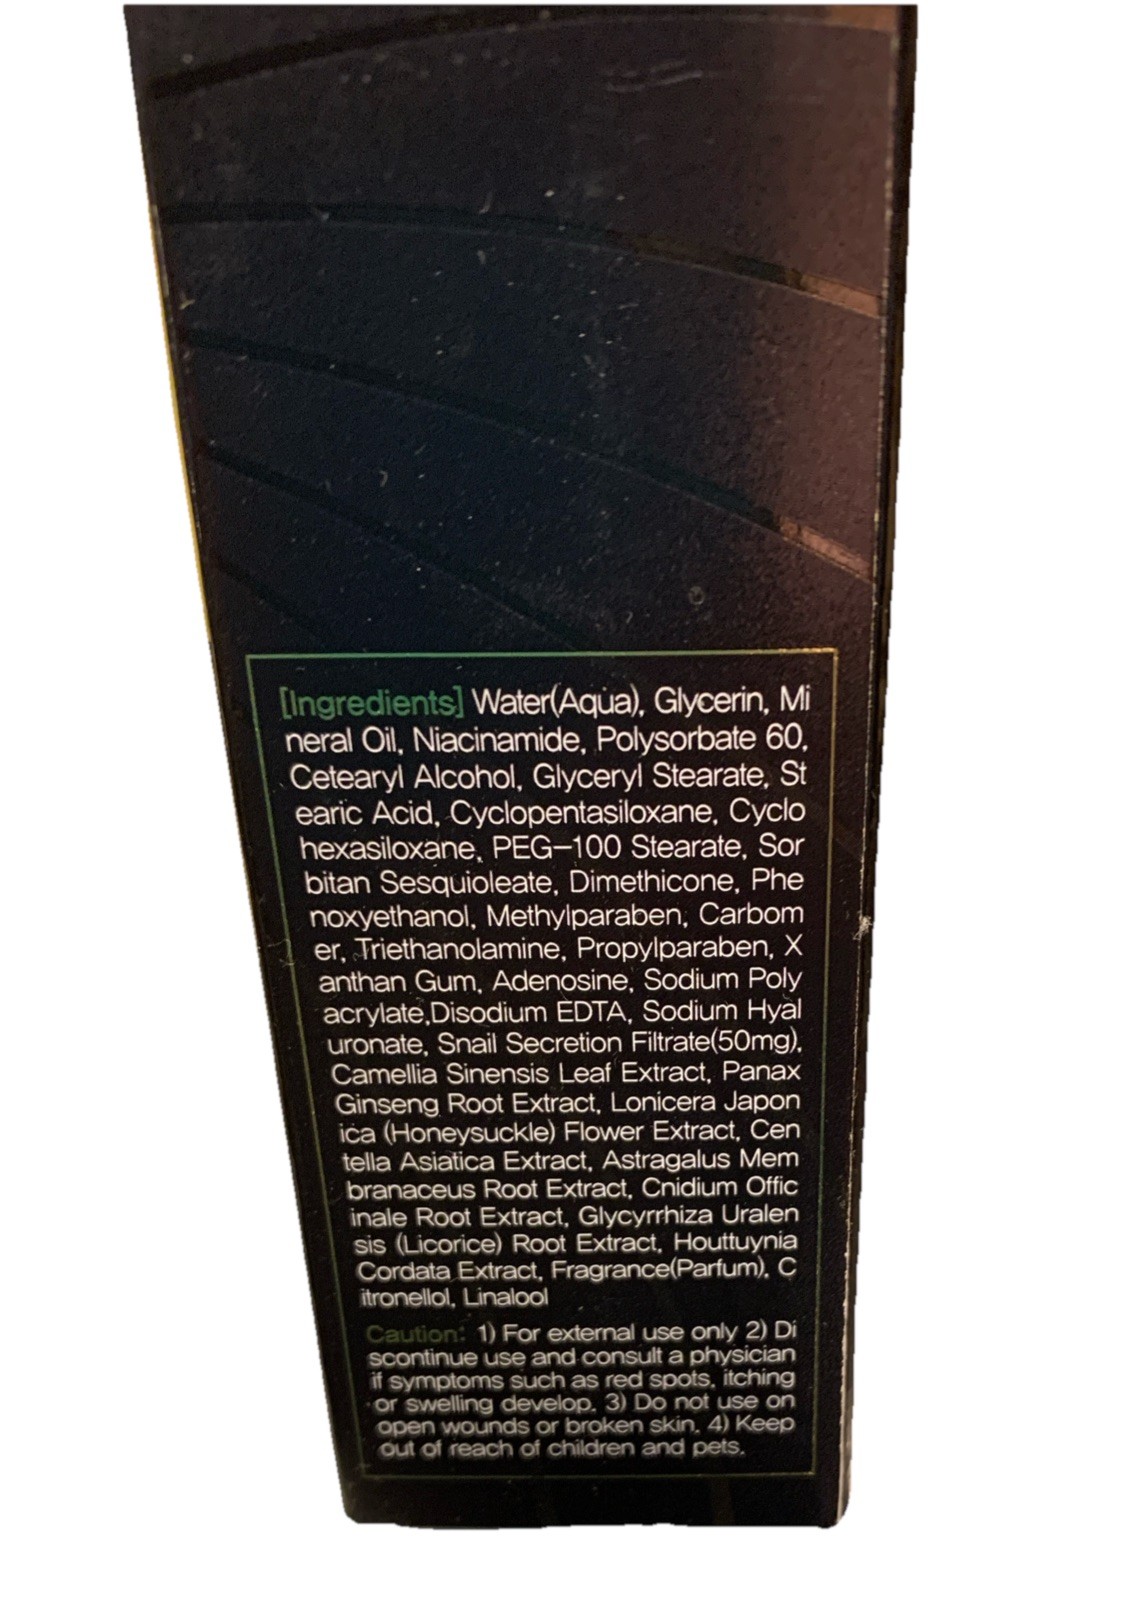 [Ingredients] Water(Aqua), Glycerin, Mi
neral Oil, Niacinamide, Polysorbate 60,
Cetearyl Alcohol, Glyceryl Stearate, St
earic Acid, Cyclopentasiloxane, Cyclo
hexasiloxane, PEG-100 Stearate, Sor
bitan Sesquioleate, Dimethicone, Phe
noxyethanol, Methylparaben, Carbom
er, Triethanolamine, Propylparaben, X
anthan Gum, Adenosine, Sodium Poly
acrylate,Disodium EDTA, Sodium Hyal
uronate, Snail Secretion Filtrate(50mg),
Camellia Sinensis Leaf Extract, Panax
Ginseng Root Extract, Lonicera Japon
ica (Honeysuckle) Flower Extract, Cen
tella Asiatica Extract, Astragalus Mem
branaceus Root Extract, Cnidium Offic
inale Root Extract, Glycyrrhiza Uralen
sis (Licorice) Root Extract, Houttuynia
Cordata Extract, Fragrance(Parfum), C
itronellol, Linalool
Caution: 1) For external use only 2) Di
scontinue use and consult a physician
if symptoms such as red spots, itching
or swelling develop. 3) Do not use on
open wounds or broken skin. 4) Keep
out of reach of children and pets.